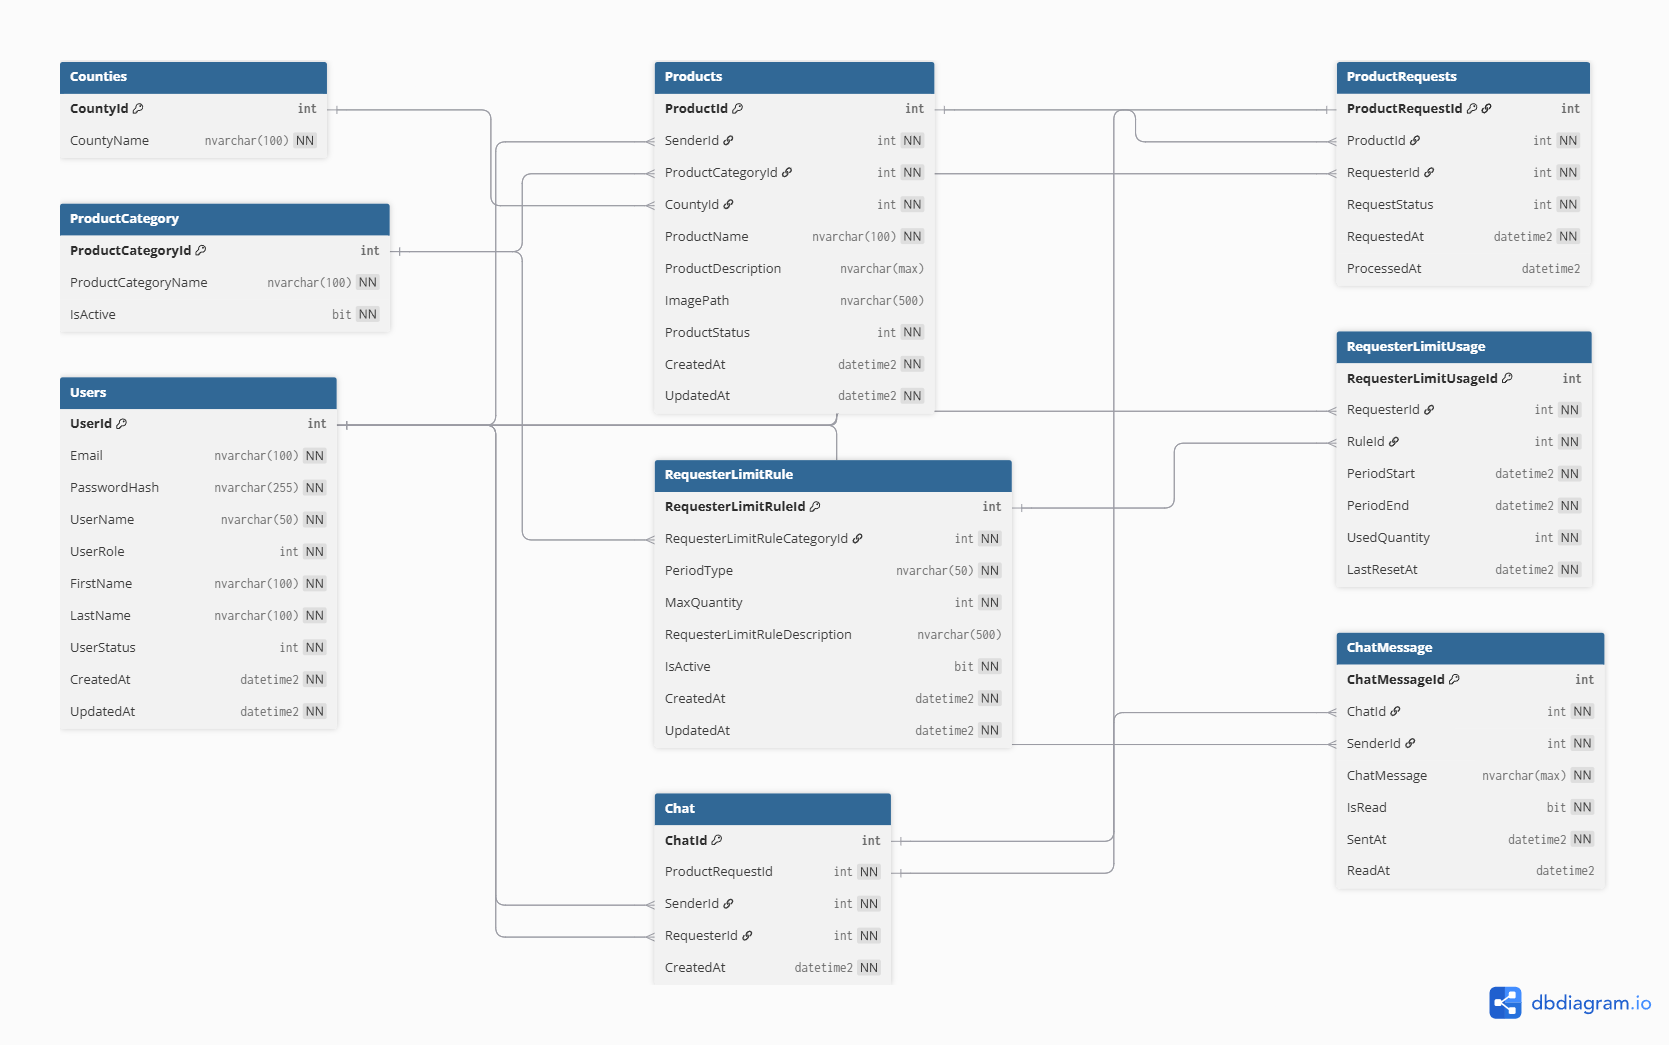 Counties
CountyId int
CountyName nvarchar(100) NN
ProductCategory
ProductCategoryId int
ProductCategoryName nvarchar(100) NN
IsActive bit NN
Users
UserId int
Email nvarchar(100) NN
PasswordHash nvarchar(255) NN
UserName nvarchar(50) NN
UserRole int NN
FirstName nvarchar(100) NN
LastName nvarchar(100) NN
UserStatus int NN
CreatedAt datetime2 NN
UpdatedAt datetime2 NN
Products
ProductId int
SenderId int NN
ProductCategoryId int NN
CountyId int NN
ProductName nvarchar(100) NN
ProductDescription nvarchar(max)
ImagePath nvarchar(500)
ProductStatus int NN
CreatedAt datetime2 NN
UpdatedAt datetime2 NN
RequesterLimitRule
RequesterLimitRuleId int
RequesterLimitRuleCategoryId int NN
PeriodType nvarchar(50) NN
MaxQuantity int NN
RequesterLimitRuleDescription nvarchar(500)
IsActive bit NN
CreatedAt datetime2 NN
UpdatedAt datetime2 NN
Chat
ChatId int
ProductRequestId int NN
SenderId int NN
RequesterId int NN
CreatedAt datetime2 NN
ProductRequests
ProductRequestId int
ProductId int NN
RequesterId int NN
RequestStatus int NN
RequestedAt datetime2 NN
ProcessedAt datetime2
RequesterLimitUsage
RequesterLimitUsageId int
RequesterId int NN
RuleId int NN
PeriodStart datetime2 NN
PeriodEnd datetime2 NN
UsedQuantity int NN
LastResetAt datetime2 NN
ChatMessage
ChatMessageId int
ChatId int NN
SenderId int NN
ChatMessage nvarchar(max) NN
IsRead bit NN
SentAt datetime2 NN
ReadAt datetime2
dbdiagram.io